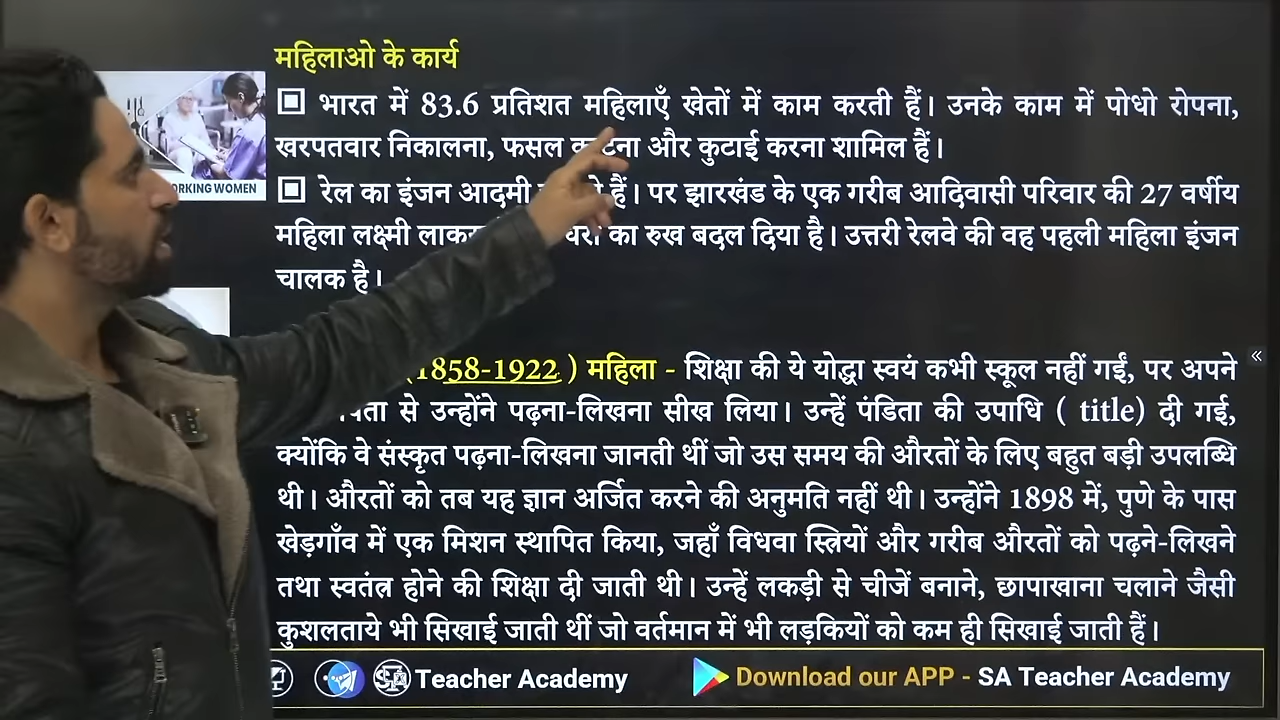 महिलाओ के कार्य
भारत में 83.6 प्रतिशत महिलाएँ खेतों में काम करती हैं। उनके काम में पोधो रोपना,
खरपतवार निकालना, फसल काटना और कुटाई करना शामिल हैं।
ORKING WOMEN
रेल का इंजन आदमी हैं। पर झारखंड के एक गरीब आदिवासी परिवार की 27 वर्षीय
महिला लक्ष्मी का रुख बदल दिया है। उत्तरी रेलवे की वह पहली महिला इंजन
चालक है।
(1858-1922 ) महिला - शिक्षा की ये योद्धा स्वयं कभी स्कूल नहीं गईं, पर अपने
से उन्होंने पढ़ना-लिखना सीख लिया। उन्हें पंडिता की उपाधि ( title) दी गई,
क्योंकि वे संस्कृत पढ़ना-लिखना जानती थीं जो उस समय की औरतों के लिए बहुत बड़ी उपलब्धि
थी। औरतों को तब यह ज्ञान अर्जित करने की अनुमति नहीं थी। उन्होंने 1898 में, पुणे के पास
खेड़गाँव में एक मिशन स्थापित किया, जहाँ विधवा स्त्रियों और गरीब औरतों को पढ़ने-लिखने
तथा स्वतंत्र होने की शिक्षा दी जाती थी। उन्हें लकड़ी से चीजें बनाने, छापाखाना चलाने जैसी
कुशलताये भी सिखाई जाती थीं जो वर्तमान में भी लड़कियों को कम ही सिखाई जाती हैं।
Teacher Academy
Download our APP - SA Teacher Academy